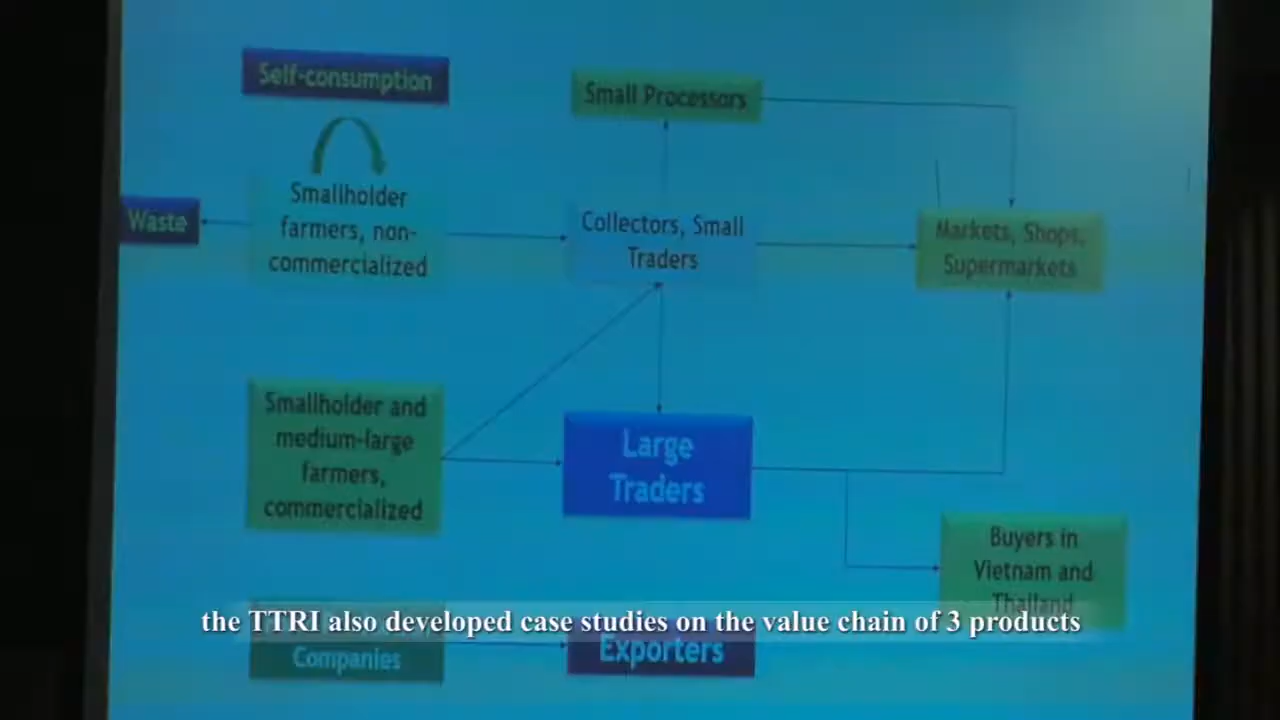 Self-consumption
Small Processors
Smallholder
farmers, non-
commercialized
Waste
Collectors, Small
Traders
Markets, Shops,
Supermarkets
Smallholder and
medium-large
farmers,
commercialized
Large
Traders
Buyers in
Vietnam and
Thailand
the TTRI also developed case studies on the value chain of 3 products
Companies
Exporters